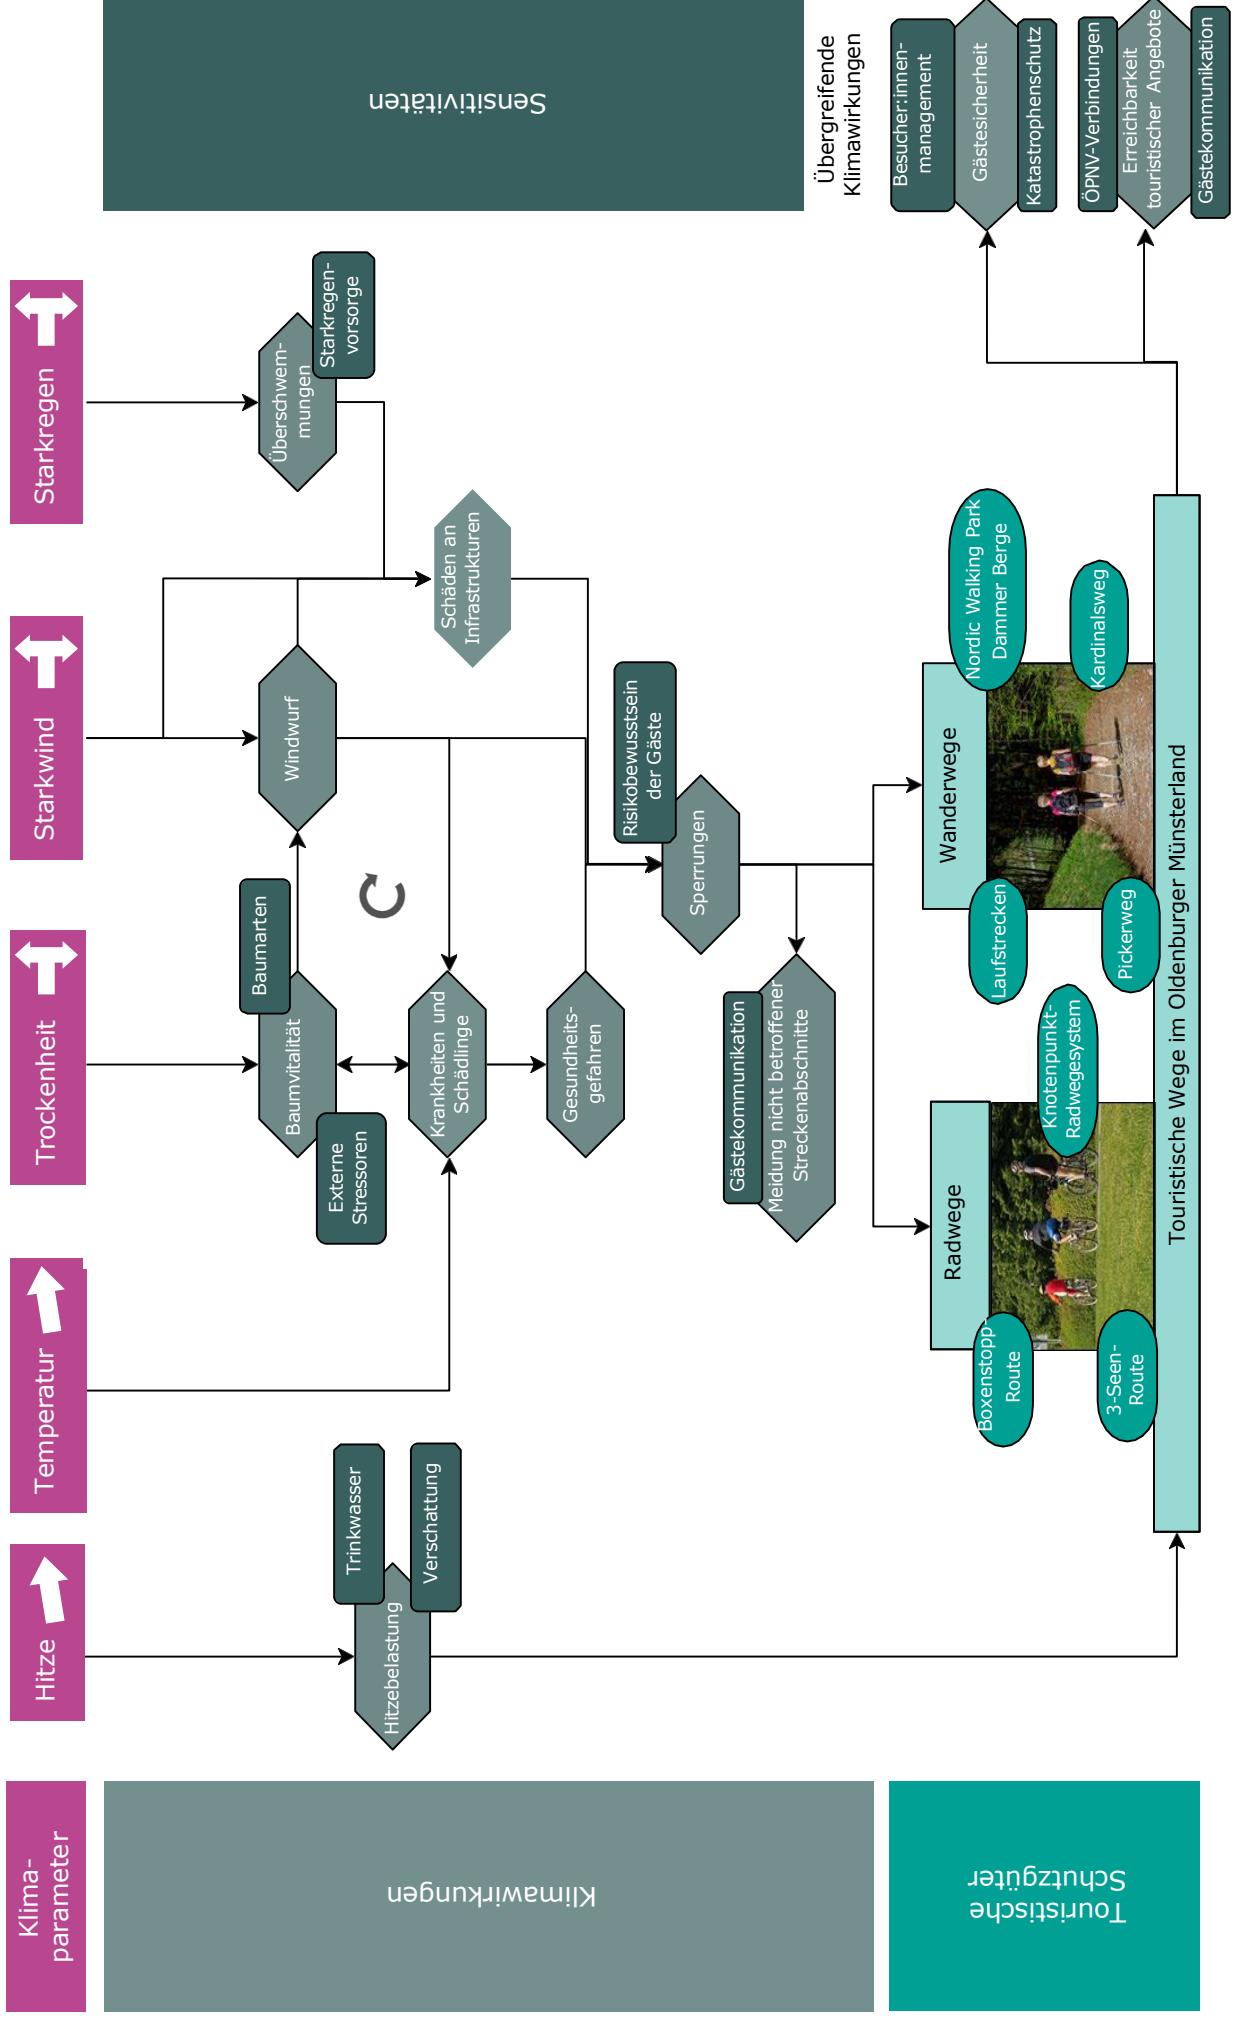 Klima-
parameter
Hitze
Temperatur
Trockenheit
Starkwind
Starkregen
Klimawirkungen
Sensitivitäten
Hitzebelastung
Trinkwasser
Verschattung
Baumvitalität
Baumarten
Externe
Stressoren
Krankheiten und
Schädlinge
Gesundheits-
gefahren
Windwurf
Überschwem-
mungen
Starkregen-
vorsorge
Schäden an
Infrastrukturen
Sperrungen
Risikobewusstsein
der Gäste
Gästekommunikation
Meidung nicht betroffener
Streckenabschnitte
Touristische
Schutzgüter
Radwege
Boxenstopp-
Route
3-Seen-
Route
Knotenpunkt-
Radwegesystem
Wanderwege
Laufstrecken
Pickerweg
Nordic Walking Park
Dammer Berge
Kardinalsweg
Touristische Wege im Oldenburger Münsterland
Übergreifende
Klimawirkungen
Besucher:innen-
management
Gästesicherheit
Katastrophenschutz
ÖPNV-Verbindungen
Erreichbarkeit
touristischer Angebote
Gästekommunikation